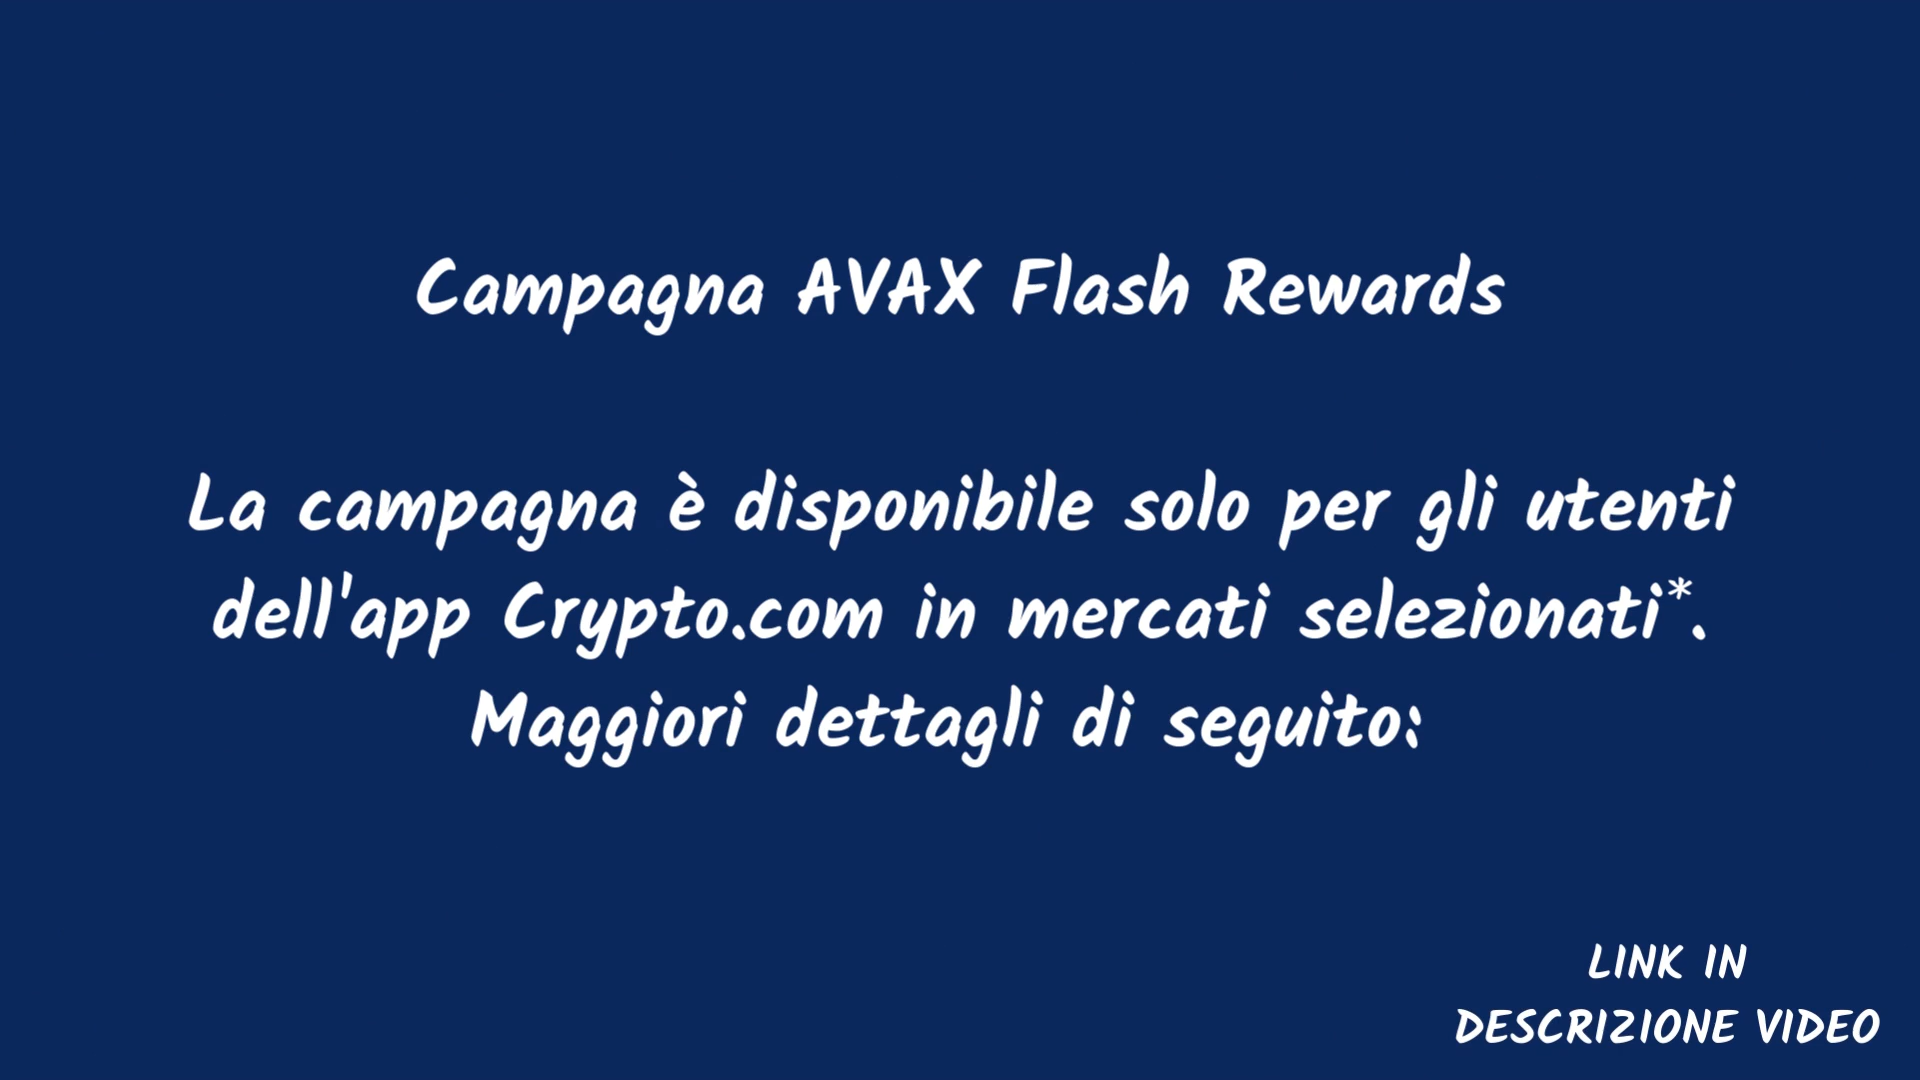 Campagna AVAX Flash Rewards
La campagna è disponibile solo per gli utenti
dell'app Crypto.com in mercati selezionati*.
Maggiori dettagli di seguito:
LINK IN
DESCRIZIONE VIDEO